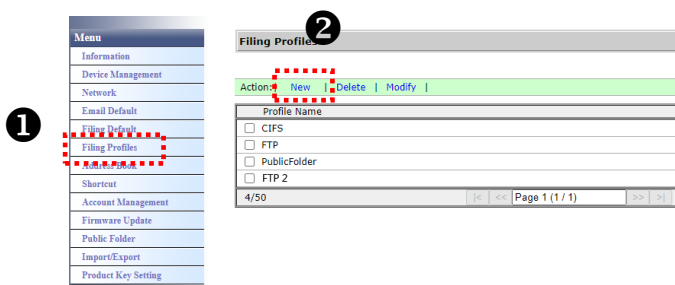 ❶
Menu
Information
Device Management
Network
Email Default
Filing Default
Filing Profiles
Address Book
Shortcut
Account Management
Firmware Update
Public Folder
Import/Export
Product Key Setting
❷
Filing Profiles
Action: New | Delete | Modify |
Profile Name
CIFS
FTP
PublicFolder
FTP 2
4/50 |< << Page 1 (1 / 1) >> >|